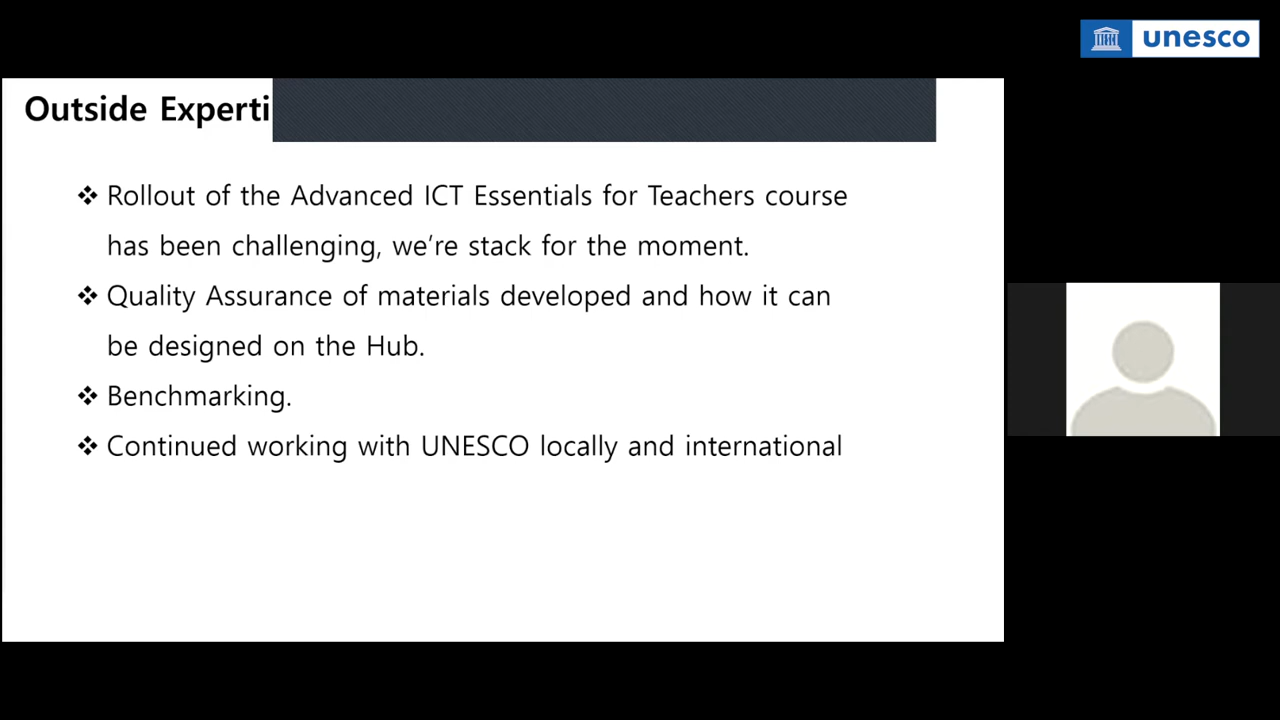 unesco
Outside Experti
❖ Rollout of the Advanced ICT Essentials for Teachers course
has been challenging, we’re stack for the moment.
❖ Quality Assurance of materials developed and how it can
be designed on the Hub.
❖ Benchmarking.
❖ Continued working with UNESCO locally and international